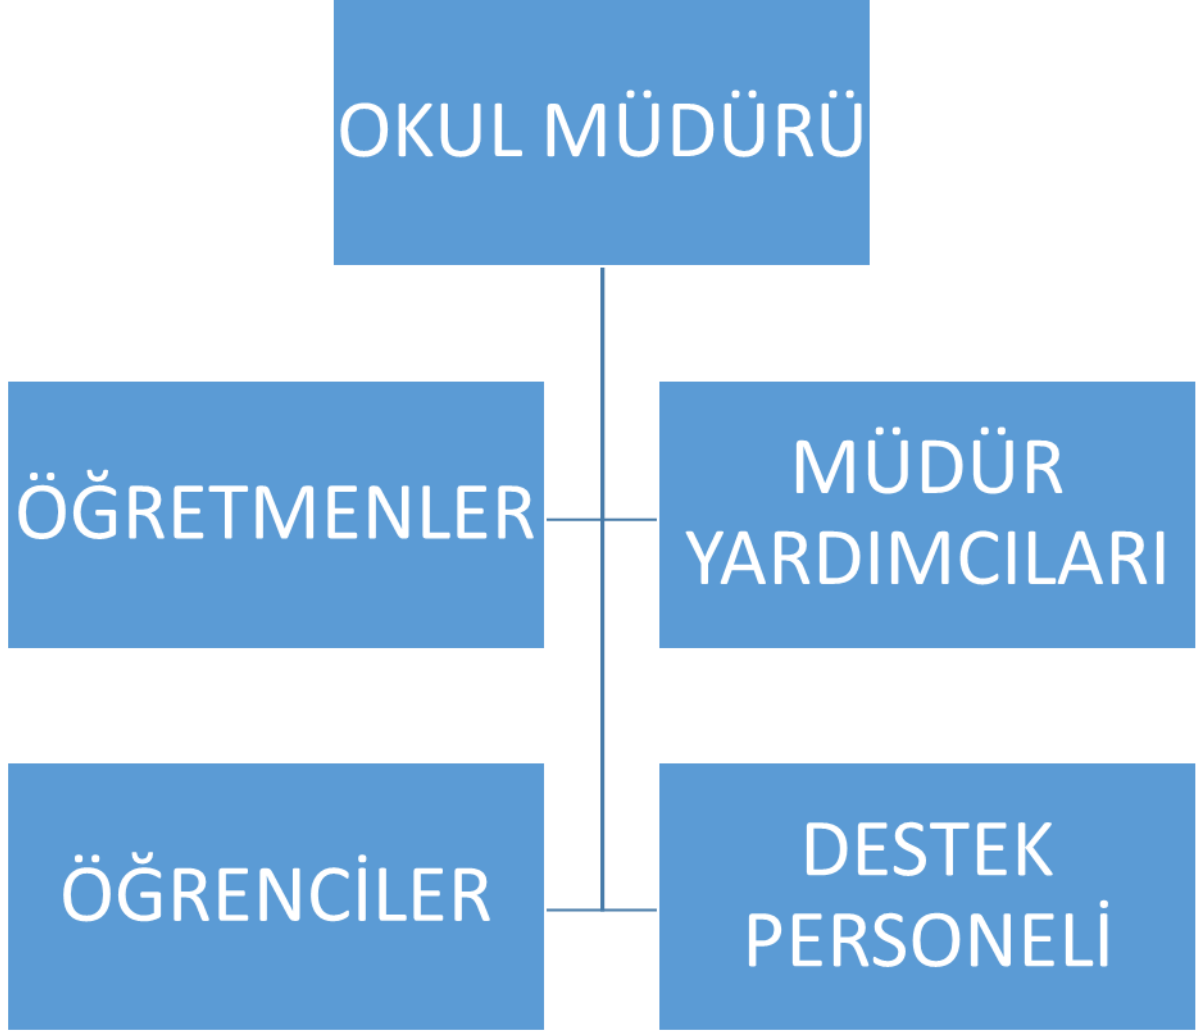 OKUL MÜDÜRÜ
ÖĞRETMENLER
MÜDÜR
YARDIMCILARI
ÖĞRENCİLER
DESTEK
PERSONELİ